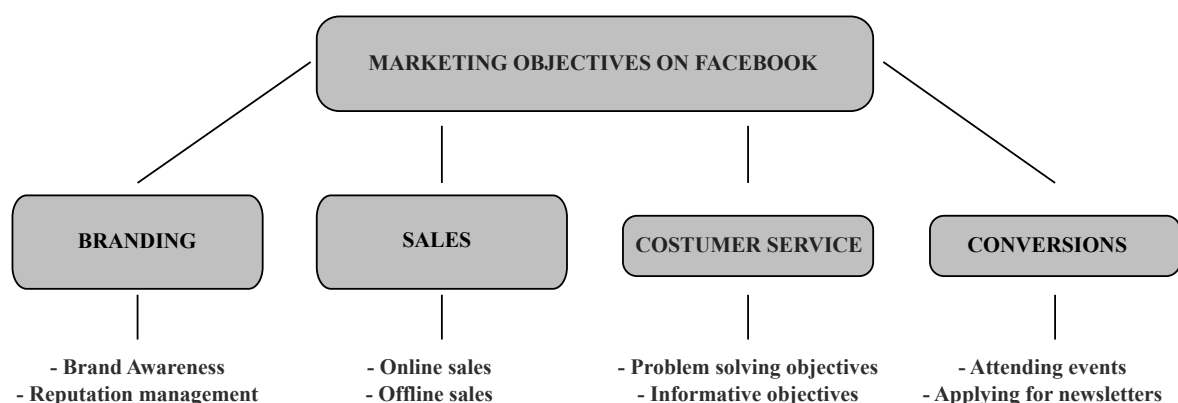 MARKETING OBJECTIVES ON FACEBOOK
BRANDING
SALES
COSTUMER SERVICE
CONVERSIONS
- Brand Awareness
- Reputation management
- Online sales
- Offline sales
- Problem solving objectives
- Informative objectives
- Attending events
- Applying for newsletters